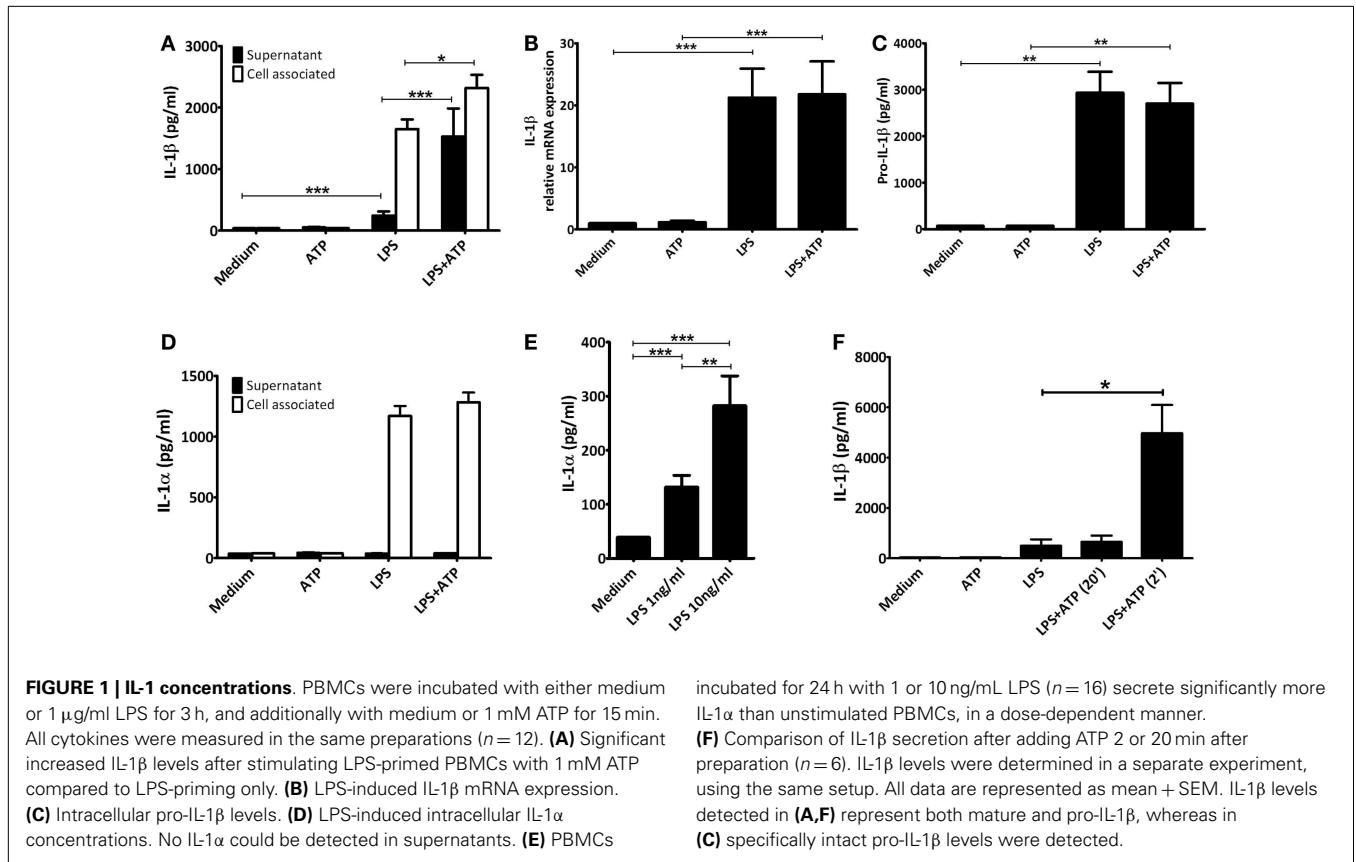 A
3000
2000
1000
0
IL-1β (pg/ml)
Supernatant
Cell associated
***
***
*
Medium
ATP
LPS
LPS+ATP
B
30
20
10
0
IL-1β
relative mRNA expression
***
***
Medium
ATP
LPS
LPS+ATP
C
4000
3000
2000
1000
0
Pro-IL-1β (pg/ml)
**
**
Medium
ATP
LPS
LPS+ATP
D
1500
1000
500
0
IL-1α (pg/ml)
Supernatant
Cell associated
Medium
ATP
LPS
LPS+ATP
E
400
300
200
100
0
IL-1α (pg/ml)
***
***
**
Medium
LPS 1ng/ml
LPS 10ng/ml
F
8000
6000
4000
2000
0
IL-1β (pg/ml)
*
Medium
ATP
LPS
LPS+ATP (20')
LPS+ATP (2')
FIGURE 1 | IL-1 concentrations. PBMCs were incubated with either medium
or 1 μg/ml LPS for 3 h, and additionally with medium or 1 mM ATP for 15 min.
All cytokines were measured in the same preparations (n = 12). (A) Significant
increased IL-1β levels after stimulating LPS-primed PBMCs with 1 mM ATP
compared to LPS-priming only. (B) LPS-induced IL-1β mRNA expression.
(C) Intracellular pro-IL-1β levels. (D) LPS-induced intracellular IL-1α
concentrations. No IL-1α could be detected in supernatants. (E) PBMCs
incubated for 24 h with 1 or 10 ng/mL LPS (n = 16) secrete significantly more
IL-1α than unstimulated PBMCs, in a dose-dependent manner.
(F) Comparison of IL-1β secretion after adding ATP 2 or 20 min after
preparation (n = 6). IL-1β levels were determined in a separate experiment,
using the same setup. All data are represented as mean + SEM. IL-1β levels
detected in (A,F) represent both mature and pro-IL-1β, whereas in
(C) specifically intact pro-IL-1β levels were detected.